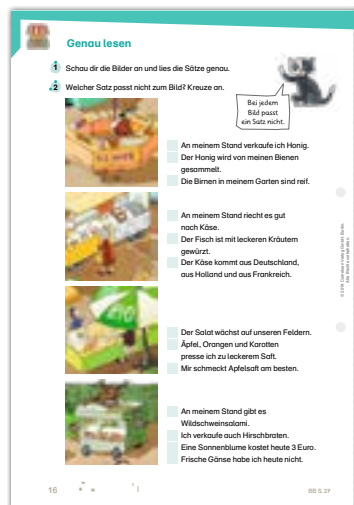 Genau lesen
1 Schau dir die Bilder an und lies die Sätze genau.
2 Welcher Satz passt nicht zum Bild? Kreuze an.
Bei jedem
Bild passt
ein Satz nicht.
An meinem Stand verkaufe ich Honig.
Der Honig wird von meinen Bienen
gesammelt.
Die Birnen in meinem Garten sind reif.
An meinem Stand riecht es gut
nach Käse.
Der Fisch ist mit leckeren Kräutern
gewürzt.
Der Käse kommt aus Deutschland,
aus Holland und aus Frankreich.
Der Salat wächst auf unseren Feldern.
Äpfel, Orangen und Karotten
presse ich zu leckerem Saft.
Mir schmeckt Apfelsaft am besten.
An meinem Stand gibt es
Wildschweinsalami.
Ich verkaufe auch Hirschbraten.
Eine Sonnenblume kostet heute 3 Euro.
Frische Gänse habe ich heute nicht.
16
BB S. 27